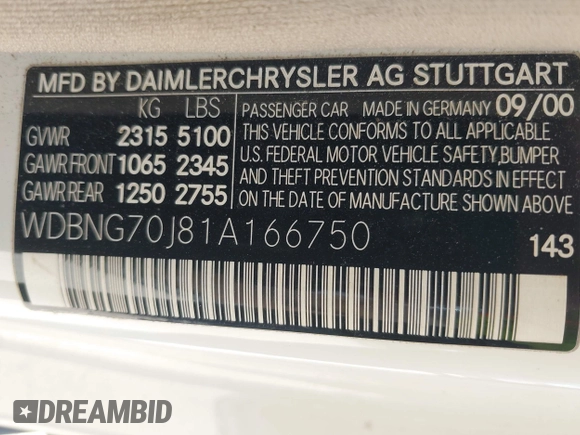 MFD BY DAIMLERCHRYSLER AG STUTTGART
KG LBS
GVWR 2315 5100
GAWR FRONT 1065 2345
GAWR REAR 1250 2755
PASSENGER CAR MADE IN GERMANY 09/00
THIS VEHICLE CONFORMS TO ALL APPLICABLE
U.S. FEDERAL MOTOR VEHICLE SAFETY, BUMPER
AND THEFT PREVENTION STANDARDS IN EFFECT
ON THE DATE OF MANUFACTURE SHOWN ABOVE.
WDBNG70J81A166750
143
DREAMBID